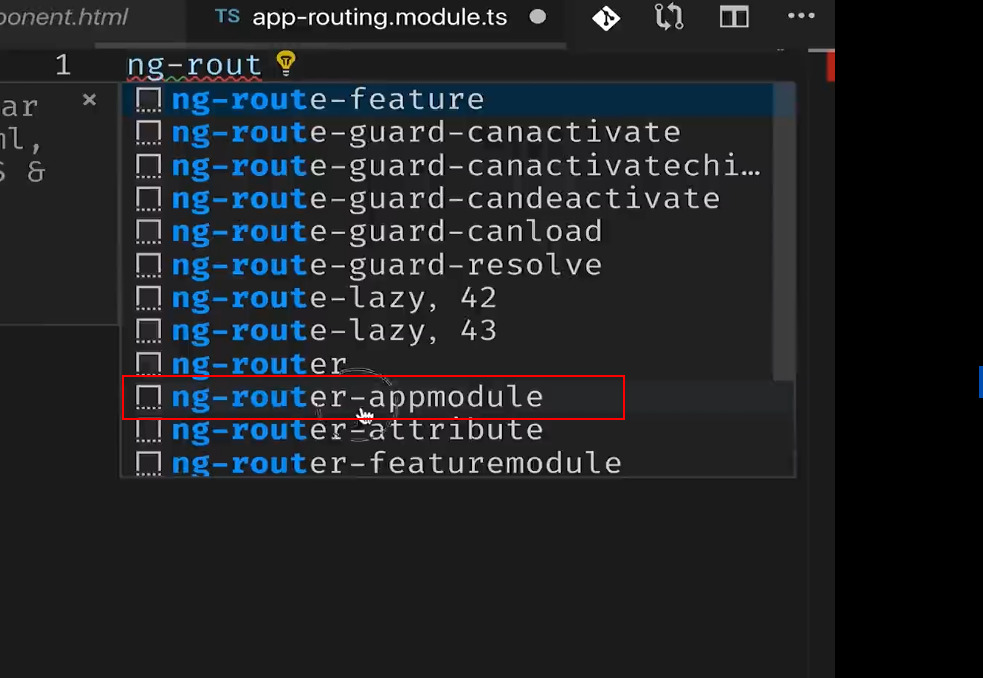 ponent.html
TS app-routing.module.ts
1 ng-rout
ar
ml,
&
ng-route-feature
ng-route-guard-canactivate
ng-route-guard-canactivatechi…
ng-route-guard-candeactivate
ng-route-guard-canload
ng-route-guard-resolve
ng-route-lazy, 42
ng-route-lazy, 43
ng-router
ng-router-appmodule
ng-router-attribute
ng-router-featuremodule